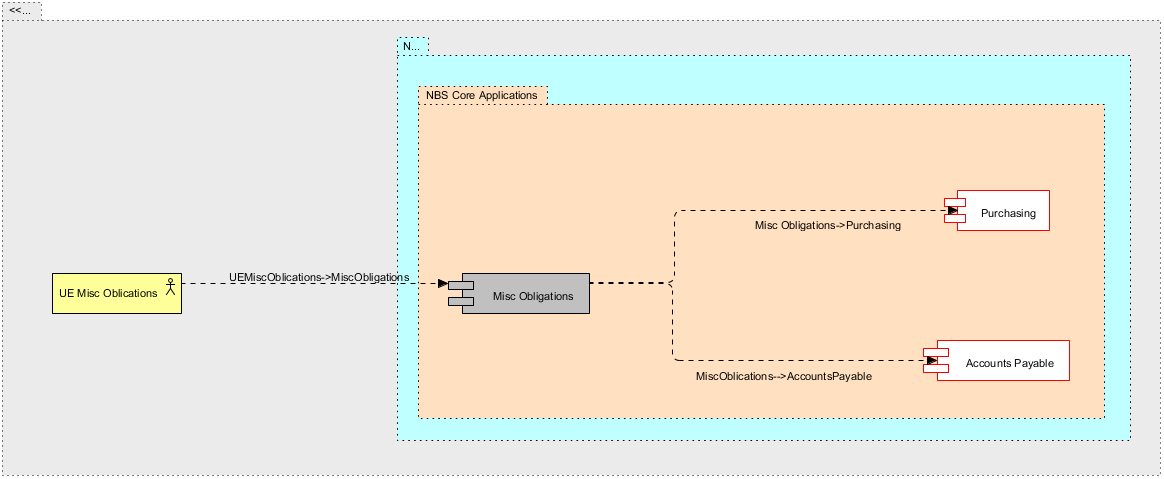 <<...
N...
NBS Core Applications
Purchasing
Misc Obligations->Purchasing
UEMiscOblications->MiscObligations
UE Misc Oblications
Misc Obligations
Accounts Payable
MiscOblications-->AccountsPayable